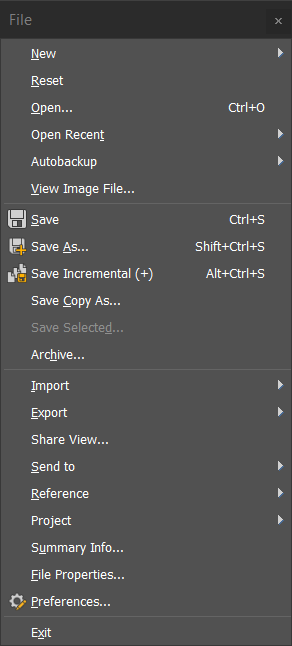 File
New
Reset
Open... Ctrl+O
Open Recent
Autobackup
View Image File...
Save Ctrl+S
Save As... Shift+Ctrl+S
Save Incremental (+) Alt+Ctrl+S
Save Copy As...
Save Selected...
Archive...
Import
Export
Share View...
Send to
Reference
Project
Summary Info...
File Properties...
Preferences...
Exit